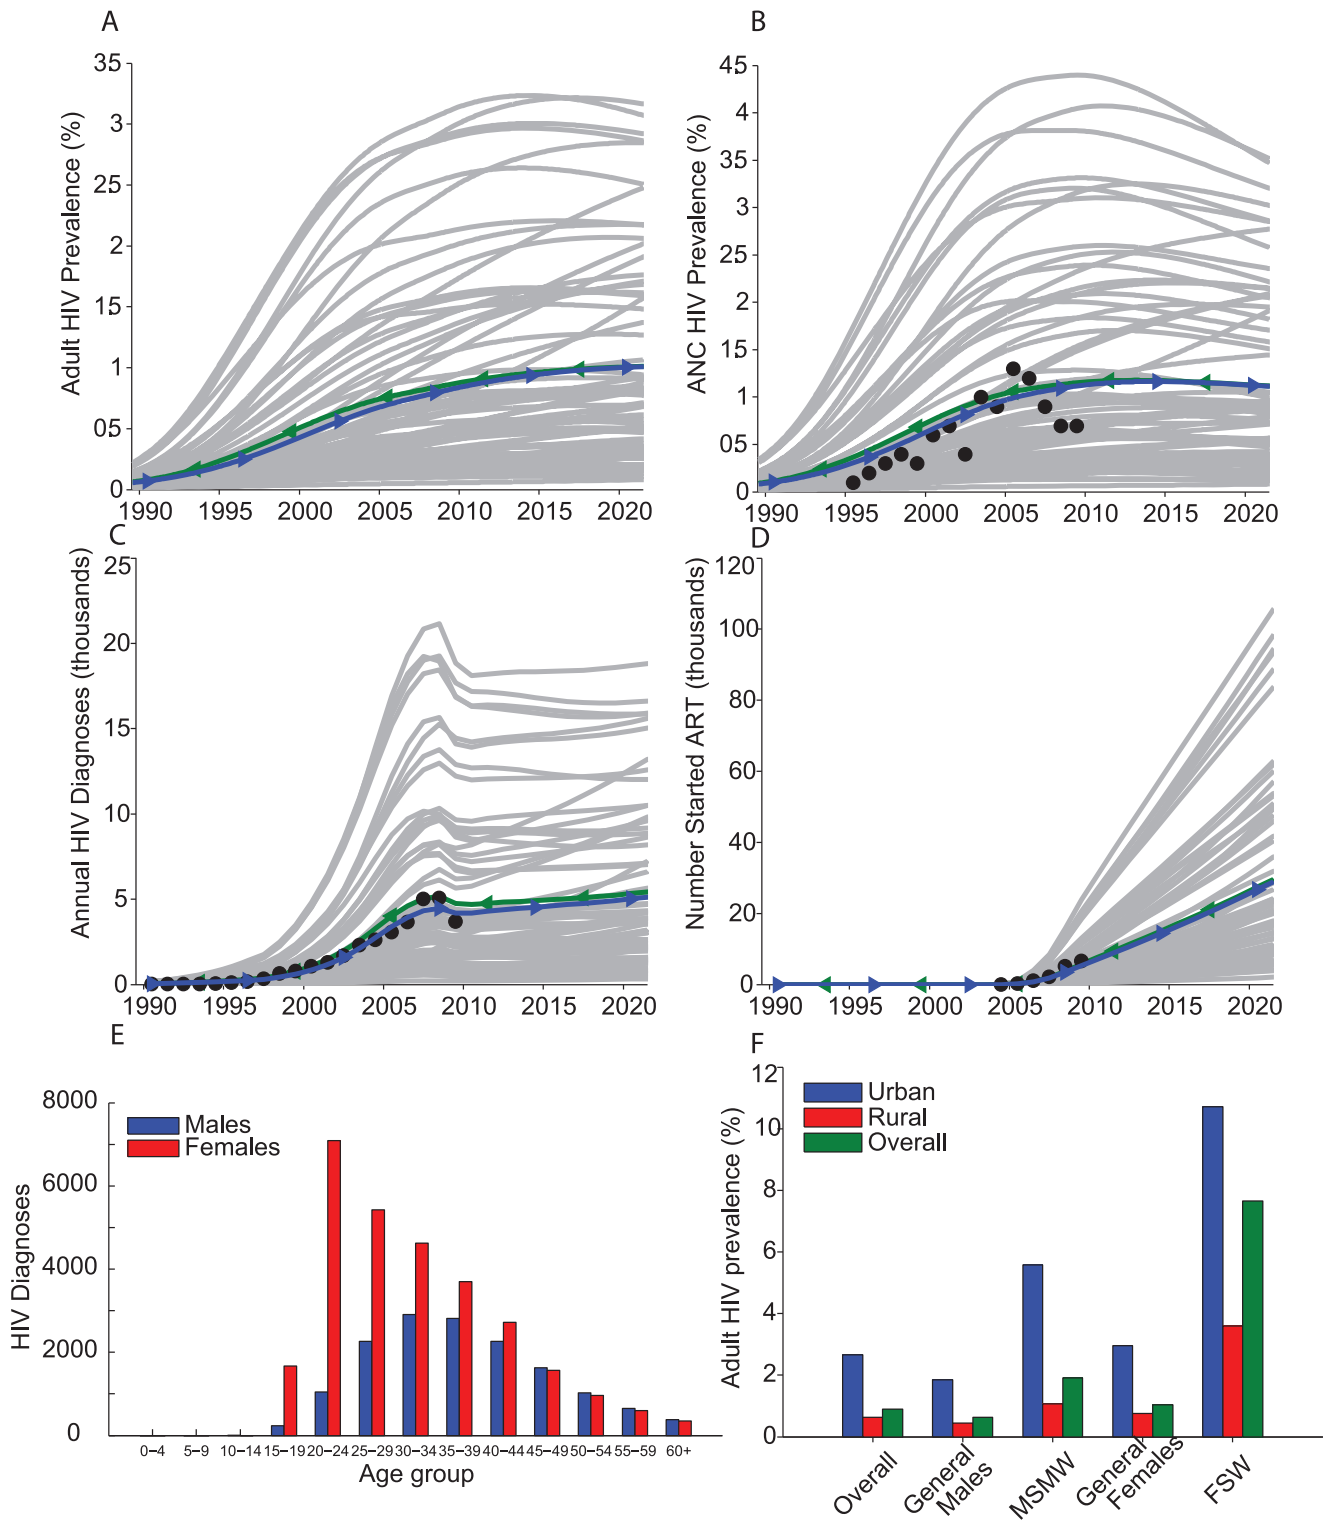 A
B
35
3
25
2
15
1
05
0
Adult HIV Prevalence (%)
1990 1995 2000 2005 2010 2015 2020
45
4
35
3
25
2
15
1
05
0
ANC HIV Prevalence (%)
1990 1995 2000 2005 2010 2015 2020
C
D
25
20
15
10
5
0
Annual HIV Diagnoses (thousands)
1990 1995 2000 2005 2010 2015 2020
120
100
80
60
40
20
0
Number Started ART (thousands)
1990 1995 2000 2005 2010 2015 2020
E
F
8000
6000
4000
2000
0
HIV Diagnoses
Males
Females
0–4 5–9 10–14 15–19 20–24 25–29 30–34 35–39 40–44 45–49 50–54 55–59 60+
Age group
12
10
8
6
4
2
0
Adult HIV prevalence (%)
Urban
Rural
Overall
Overall
General
Males
MSMW
General
Females
FSW